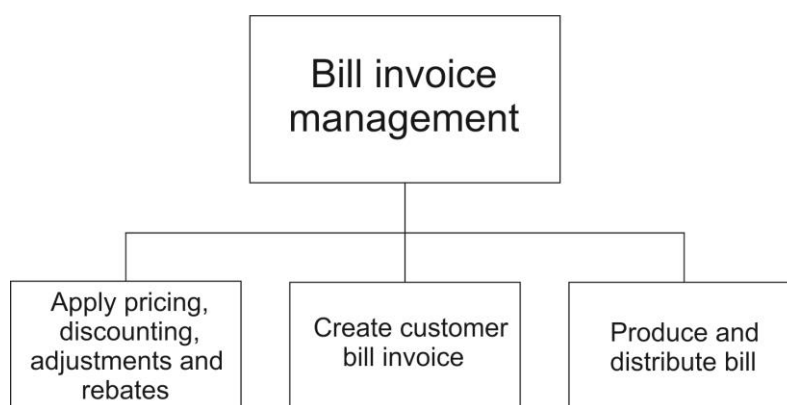 Bill invoice
management
Apply pricing,
discounting,
adjustments and
rebates
Create customer
bill invoice
Produce and
distribute bill